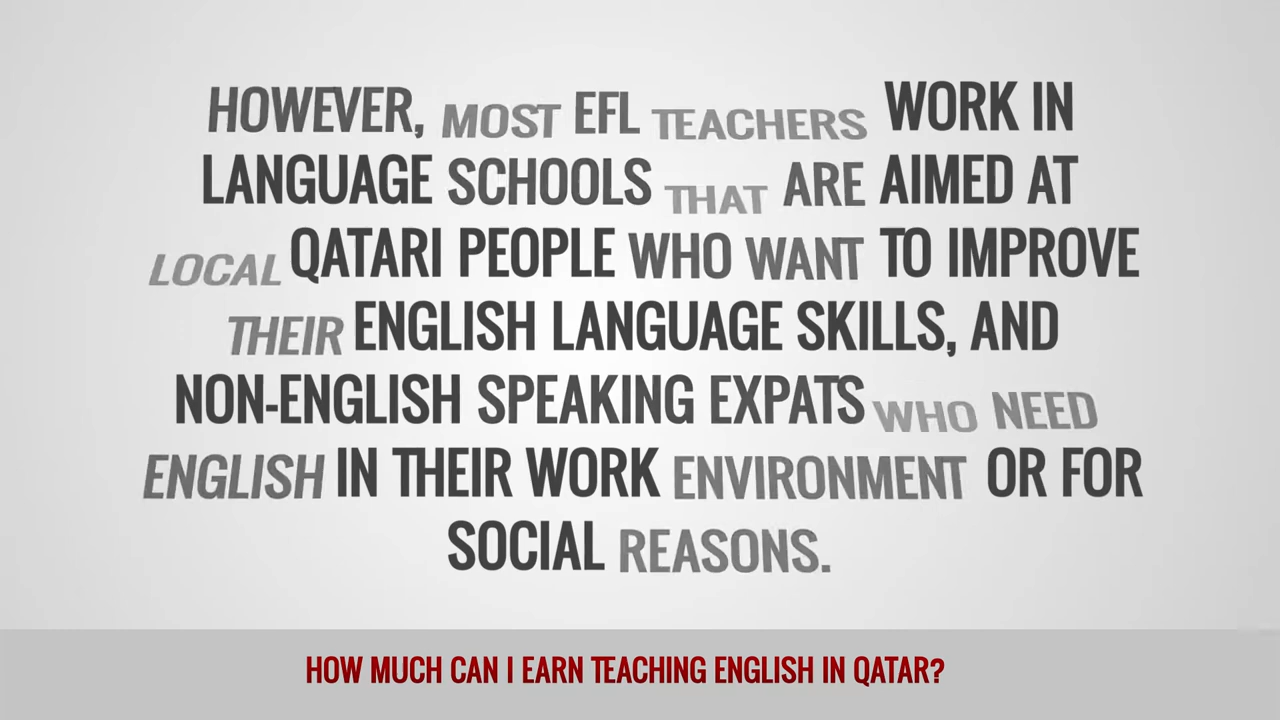 HOWEVER, MOST EFL TEACHERS WORK IN
LANGUAGE SCHOOLS THAT ARE AIMED AT
LOCAL QATARI PEOPLE WHO WANT TO IMPROVE
THEIR ENGLISH LANGUAGE SKILLS, AND
NON-ENGLISH SPEAKING EXPATS WHO NEED
ENGLISH IN THEIR WORK ENVIRONMENT OR FOR
SOCIAL REASONS.
HOW MUCH CAN I EARN TEACHING ENGLISH IN QATAR?